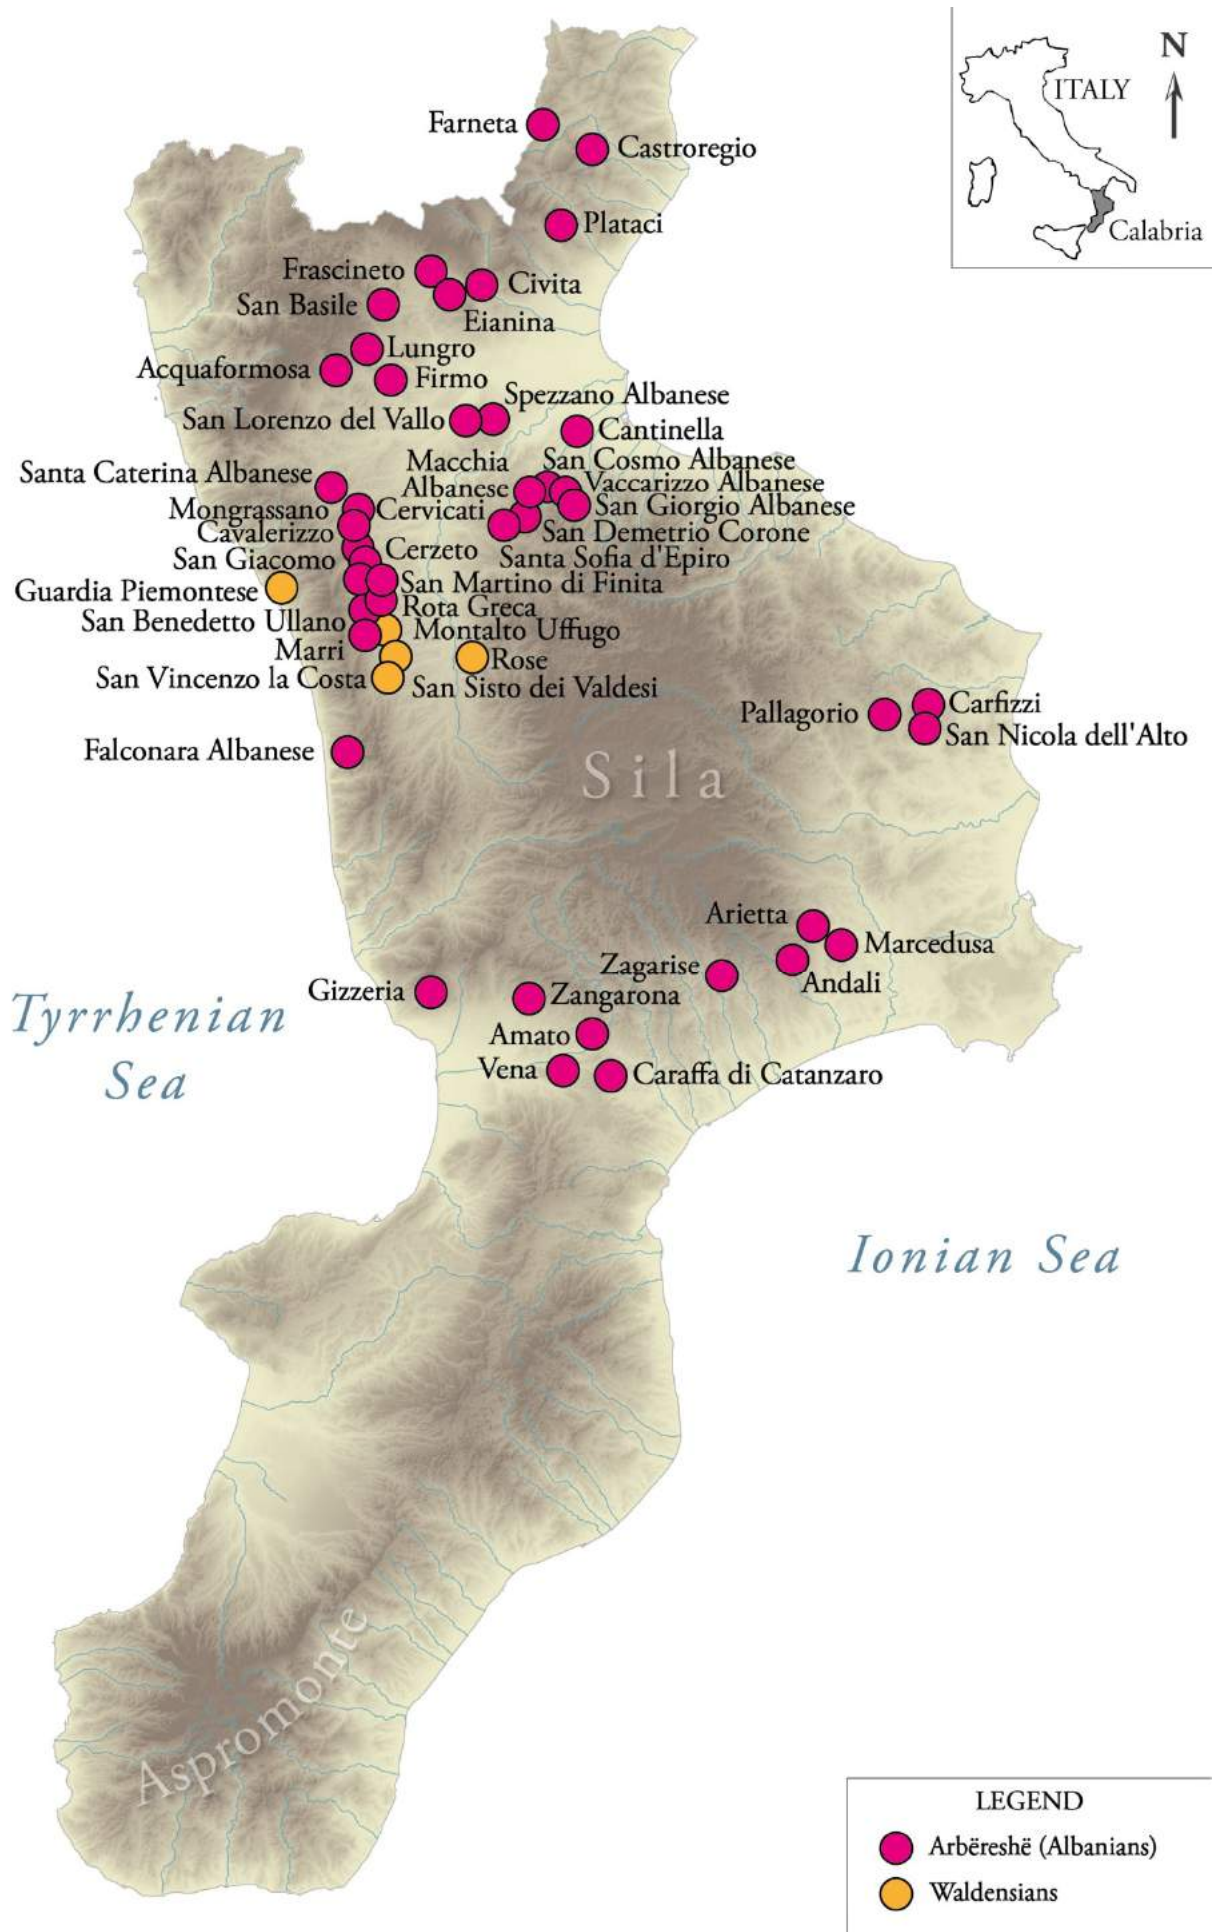 N
ITALY
Calabria
Farneta
Castroregio
Plataci
Frascineto
Civita
San Basile
Eianina
Lungro
Acquaformosa
Firmo
Spezzano Albanese
San Lorenzo del Vallo
Cantinella
Macchia
Albanese
San Cosmo Albanese
Santa Caterina Albanese
Vaccarizzo Albanese
Mongrassano
Cervicati
San Giorgio Albanese
Cavalerizzo
San Demetrio Corone
Cerzeto
Santa Sofia d'Epiro
San Giacomo
San Martino di Finita
Guardia Piemontese
Rota Greca
San Benedetto Ullano
Montalto Uffugo
Marri
Rose
San Vincenzo la Costa
San Sisto dei Valdesi
Carfizzi
Pallagorio
San Nicola dell'Alto
Falconara Albanese
Sila
Arietta
Marcedusa
Zagarise
Andali
Gizzeria
Zangarona
Tyrrhenian
Sea
Amato
Vena
Caraffa di Catanzaro
Ionian Sea
Aspromonte
LEGEND
Arbëreshë (Albanians)
Waldensians